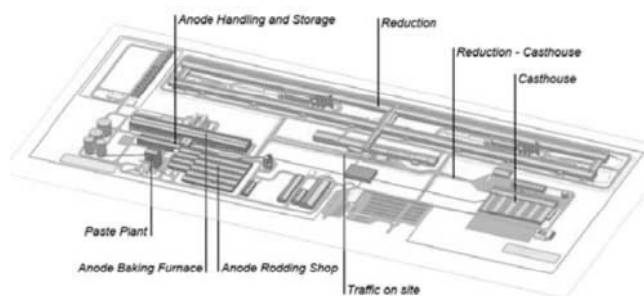 Anode Handling and Storage
Reduction
Reduction - Casthouse
Casthouse
Paste Plant
Anode Baking Furnace
Anode Rodding Shop
Traffic on site